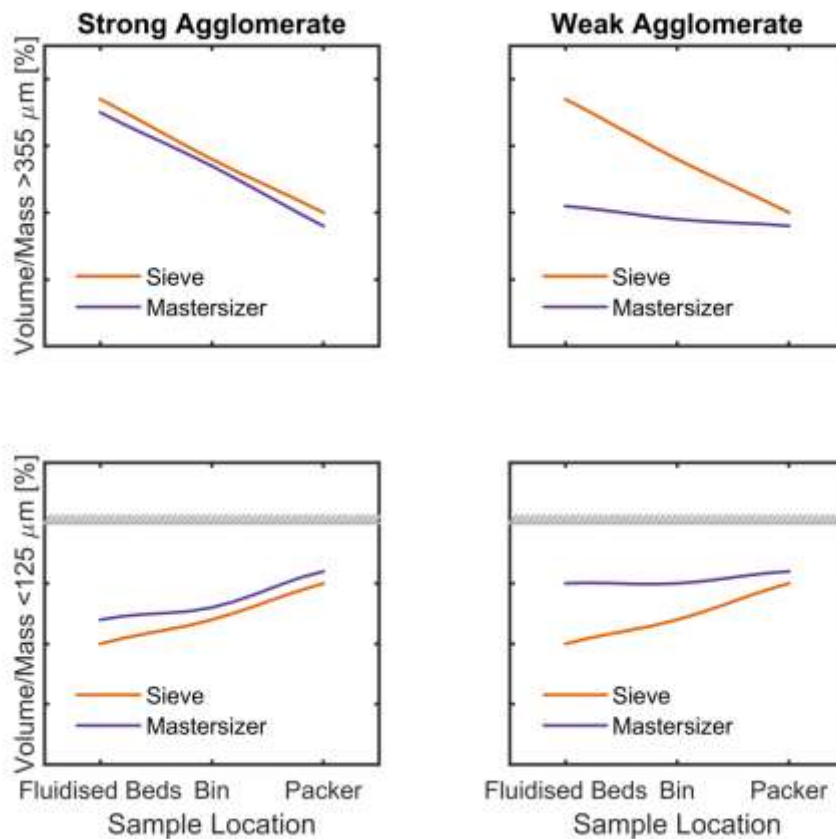 Strong Agglomerate
Weak Agglomerate
Volume/Mass >355 μm [%]
Sieve
Mastersizer
Sieve
Mastersizer
Volume/Mass <125 μm [%]
Sieve
Mastersizer
Sieve
Mastersizer
Fluidised Beds Bin Packer
Fluidised Beds Bin Packer
Sample Location
Sample Location